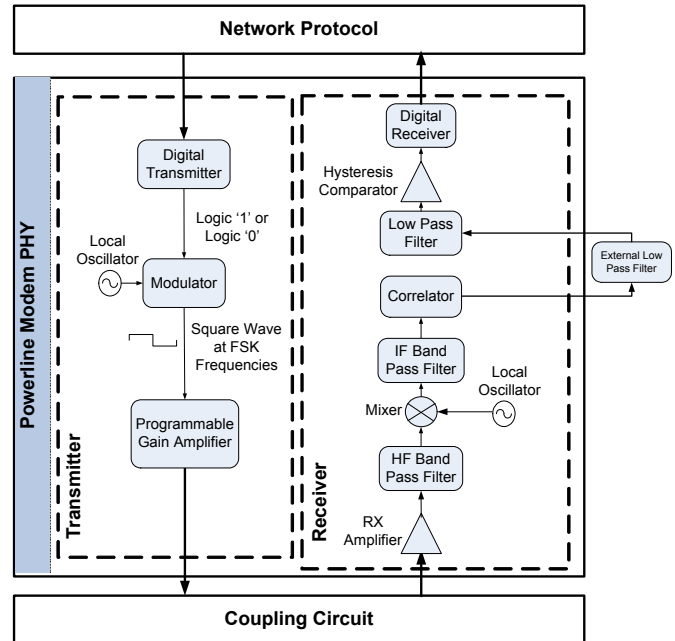 Network Protocol
Powerline Modem PHY
Transmitter
Digital
Transmitter
Logic ‘1’ or
Logic ‘0’
Local
Oscillator
Modulator
Square Wave
at FSK
Frequencies
Programmable
Gain Amplifier
Receiver
Digital
Receiver
Hysteresis
Comparator
Low Pass
Filter
External Low
Pass Filter
Correlator
IF Band
Pass Filter
Local
Oscillator
Mixer
HF Band
Pass Filter
RX
Amplifier
Coupling Circuit